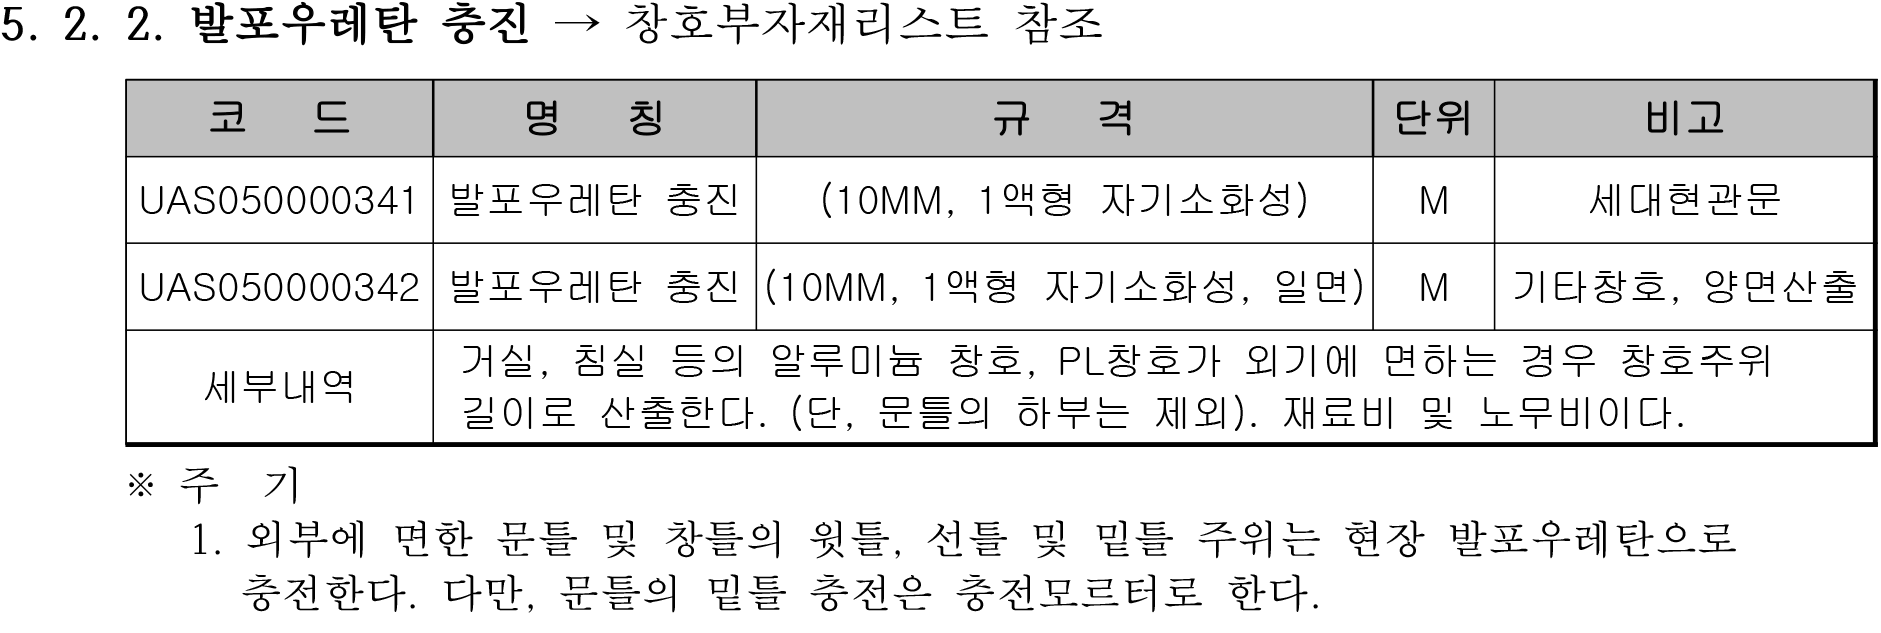 5. 2. 2. 발포우레탄 충진 → 창호부자재리스트 참조
코 드 명 칭 규 격 단위 비고
UAS050000341 발포우레탄 충진 (10MM, 1액형 자기소화성) M 세대현관문
UAS050000342 발포우레탄 충진 (10MM, 1액형 자기소화성, 일면) M 기타창호, 양면산출
세부내역
거실, 침실 등의 알루미늄 창호, PL창호가 외기에 면하는 경우 창호주위
길이로 산출한다. (단, 문틀의 하부는 제외). 재료비 및 노무비이다.
※ 주 기
1. 외부에 면한 문틀 및 창틀의 윗틀, 선틀 및 밑틀 주위는 현장 발포우레탄으로
충전한다. 다만, 문틀의 밑틀 충전은 충전모르터로 한다.